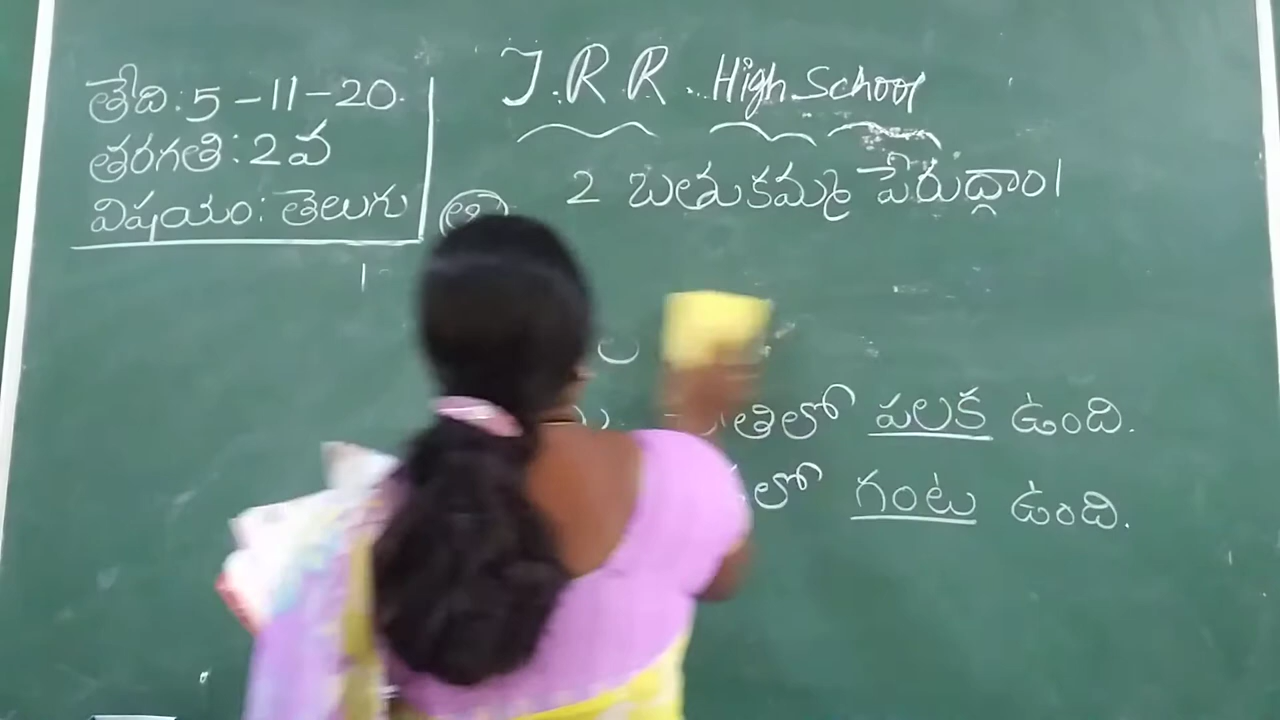 J.R R. High School
తేది: 5-11-20.
తరగతి: 2వ
విషయం: తెలుగు
2 బతుకమ్మ పేరుద్దాం
పలక ఉంది.
లో గంట ఉంది.